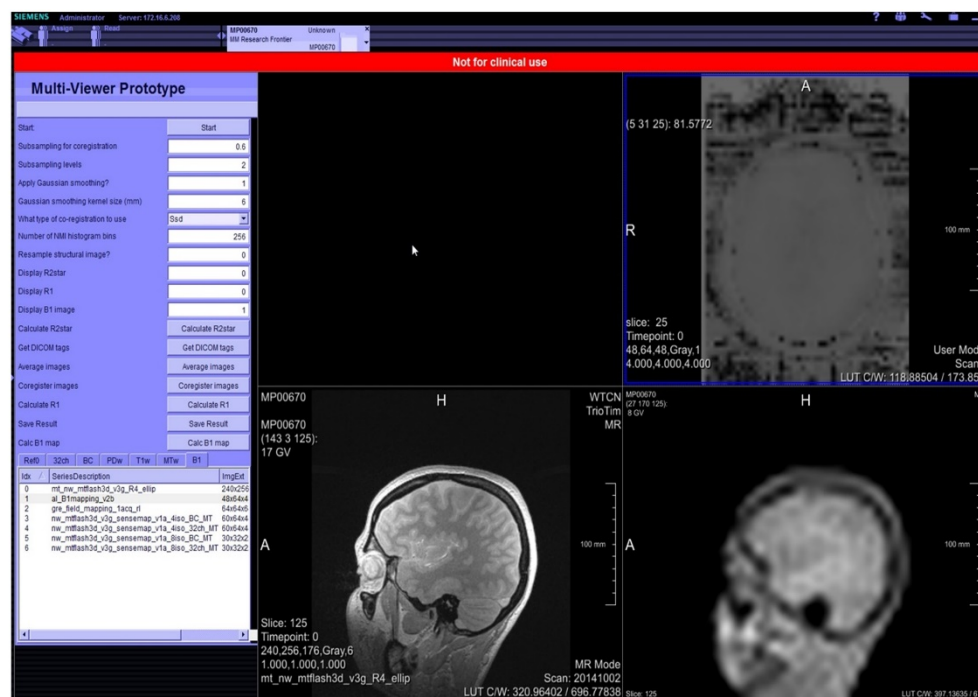 SIEMENS Administrator Server: 172.16.6.208 ?
Assign Read
MP00670 Unknown
MM Research Frontier
MP00670
Not for clinical use
Multi-Viewer Prototype
Start Start
Subsampling for coregistration 0.6
Subsampling levels 2
Apply Gaussian smoothing? 1
Gaussian smoothing kernel size (mm) 6
What type of co-registration to use Ssd
Number of NMI histogram bins 256
Resample structural image? 0
Display R2star 0
Display R1 0
Display B1 image 1
Calculate R2star Calculate R2star
Get DICOM tags Get DICOM tags
Average images Average images
Coregister images Coregister images
Calculate R1 Calculate R1
Save Result Save Result
Calc B1 map Calc B1 map
Ref0 32ch BC PDw T1w MTw B1
Idx SeriesDescription ImgExt
0 mt_nw_mtflash3d_v3g_R4_ellip 240x256
1 al_B1mapping_v2b 48x64x4
2 gre_field_mapping_1acq_rl 64x64x6
3 nw_mtflash3d_v3g_sensemap_v1a_4iso_BC_MT 60x64x4
4 nw_mtflash3d_v3g_sensemap_v1a_4iso_32ch_MT 60x64x4
5 nw_mtflash3d_v3g_sensemap_v1a_8iso_BC_MT 30x32x2
6 nw_mtflash3d_v3g_sensemap_v1a_8iso_32ch_MT 30x32x2
A
(5 31 25): 81.5772
R
100 mm
slice: 25
Timepoint: 0
48,64,48,Gray,1
4.000,4.000,4.000
User Mod
Scan
LUT C/W: 118.88504 / 173.85
MP00670
H
WTCN
TrioTim
MR
MP00670
(143 3 125):
17 GV
A
100 mm
Slice: 125
Timepoint: 0
240,256,176,Gray,6
1.000,1.000,1.000
mt_nw_mtflash3d_v3g_R4_ellip
MR Mode
Scan: 20141002
LUT C/W: 320.96402 / 696.77838
MP00670
(27 170 125)
8 GV
H
A
100 mm
Slice: 125